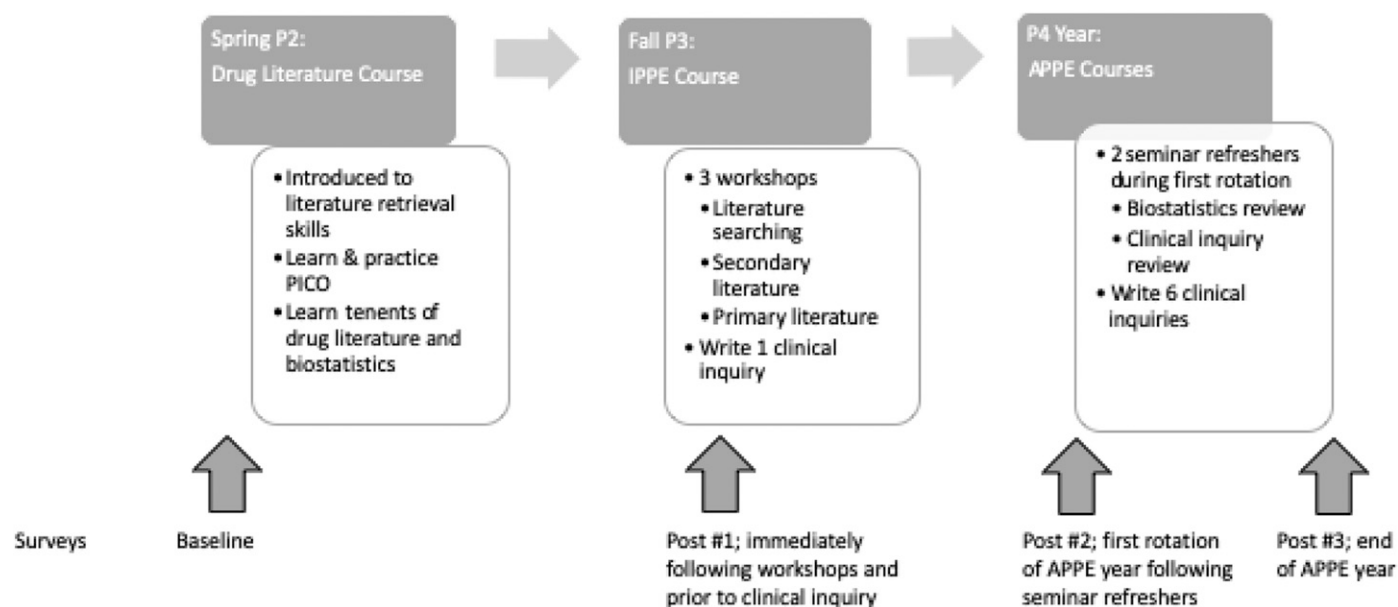 Spring P2:
Drug Literature Course
Fall P3:
IPPE Course
P4 Year:
APPE Courses
• Introduced to
literature retrieval
skills
• Learn & practice
PICO
• Learn tenents of
drug literature and
biostatistics
• 3 workshops
• Literature
searching
• Secondary
literature
• Primary literature
• Write 1 clinical
inquiry
• 2 seminar refreshers
during first rotation
• Biostatistics review
• Clinical inquiry
review
• Write 6 clinical
inquiries
Surveys
Baseline
Post #1; immediately
following workshops and
prior to clinical inquiry
Post #2; first rotation
of APPE year following
seminar refreshers
Post #3; end
of APPE year